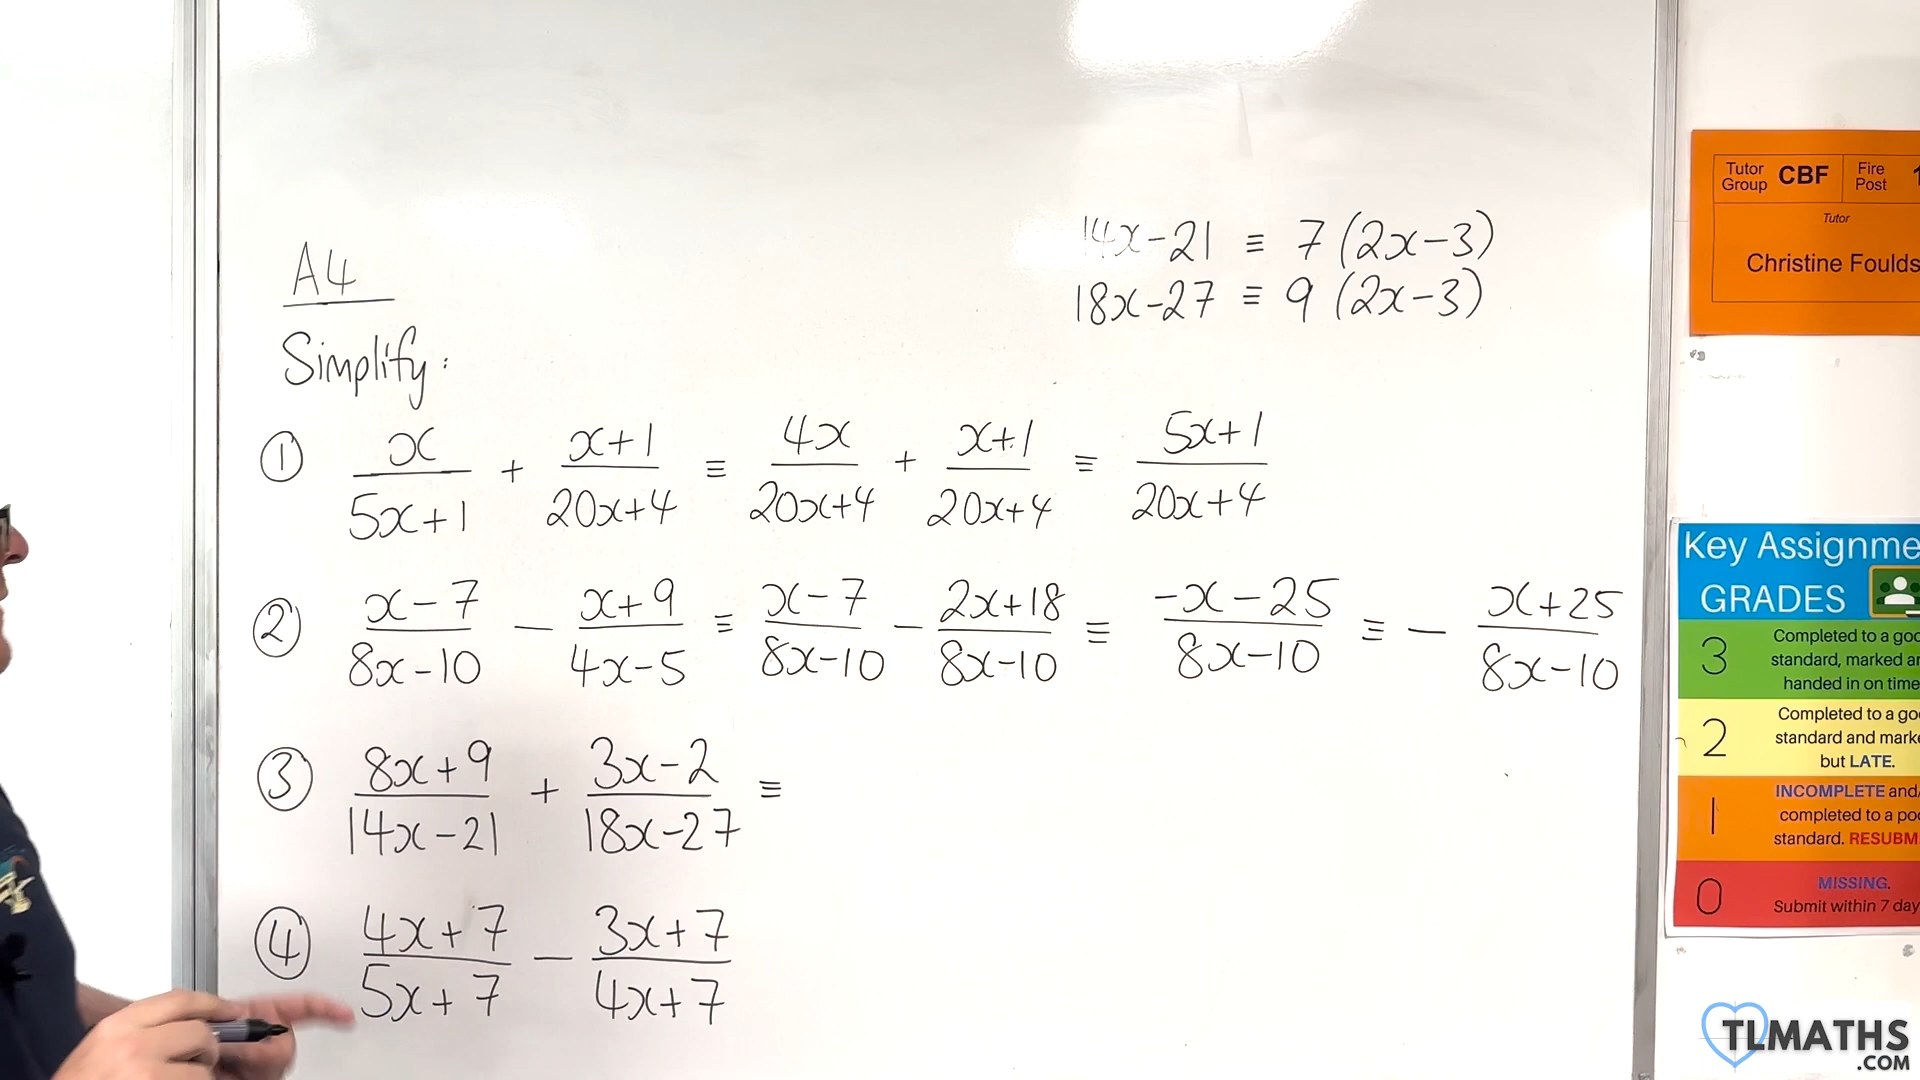 A4
14x-21 ≡ 7(2x-3)
18x-27 ≡ 9(2x-3)
Simplify:
① x/(5x+1) + (x+1)/(20x+4) ≡ 4x/(20x+4) + (x+1)/(20x+4) ≡ (5x+1)/(20x+4)
② (x-7)/(8x-10) - (x+9)/(4x-5) ≡ (x-7)/(8x-10) - (2x+18)/(8x-10) ≡ (-x-25)/(8x-10) ≡ - (x+25)/(8x-10)
③ (8x+9)/(14x-21) + (3x-2)/(18x-27) ≡
④ (4x+7)/(5x+7) - (3x+7)/(4x+7)
Tutor Group CBF Fire Post
Tutor
Christine Foulds
Key Assignme
GRADES
3
Completed to a goo
standard, marked an
handed in on time
2
Completed to a goo
standard and marke
but LATE.
1
INCOMPLETE and/
completed to a poo
standard. RESUBM
0
MISSING.
Submit within 7 day
TLMATHS
.COM